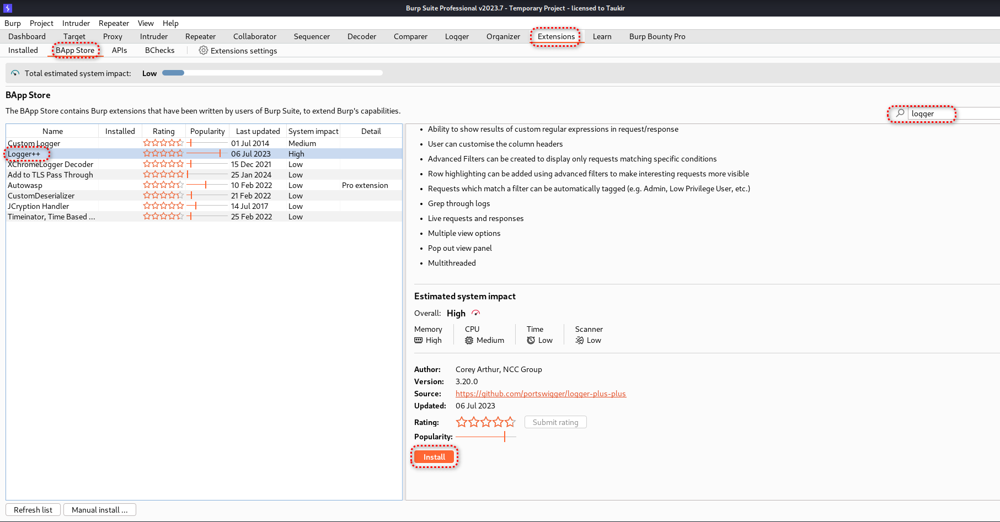 Burp Suite Professional v2023.7 - Temporary Project - licensed to Taukir
Burp Project Intruder Repeater View Help
Dashboard Target Proxy Intruder Repeater Collaborator Sequencer Decoder Comparer Logger Organizer Extensions Learn Burp Bounty Pro
Installed BApp Store APIs BChecks Extensions settings
Total estimated system impact: Low
BApp Store
The BApp Store contains Burp extensions that have been written by users of Burp Suite, to extend Burp's capabilities.
logger
Name Installed Rating Popularity Last updated System impact Detail
Custom Logger 01 Jul 2014 Medium
Logger++ 06 Jul 2023 High
XChromeLogger Decoder 15 Dec 2021 Low
Add to TLS Pass Through 25 Jan 2024 Low
Autowasp 10 Feb 2022 Low Pro extension
CustomDeserializer 21 Feb 2022 Low
JCryption Handler 14 Jul 2017 Low
Timeinator, Time Based ... 25 Feb 2022 Low
• Ability to show results of custom regular expressions in request/response
• User can customise the column headers
• Advanced Filters can be created to display only requests matching specific conditions
• Row highlighting can be added using advanced filters to make interesting requests more visible
• Requests which match a filter can be automatically tagged (e.g. Admin, Low Privilege User, etc.)
• Grep through logs
• Live requests and responses
• Multiple view options
• Pop out view panel
• Multithreaded
Estimated system impact
Overall: High
Memory CPU Time Scanner
High Medium Low Low
Author: Corey Arthur, NCC Group
Version: 3.20.0
Source: https://github.com/portswigger/logger-plus-plus
Updated: 06 Jul 2023
Rating: Submit rating
Popularity:
Install
Refresh list Manual install ...